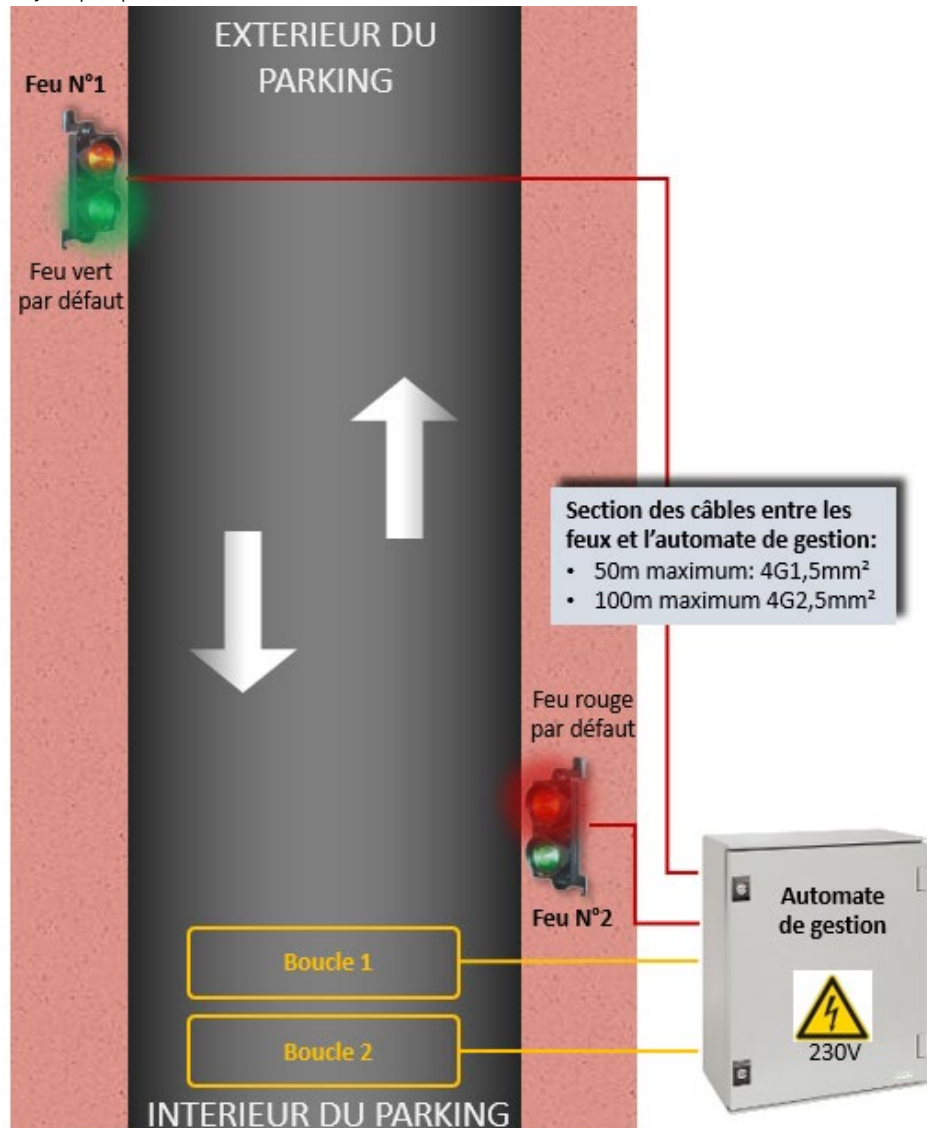 EXTERIEUR DU
PARKING
Feu N°1
Feu vert
par défaut
Section des câbles entre les
feux et l'automate de gestion:
• 50m maximum: 4G1,5mm²
• 100m maximum 4G2,5mm²
Feu rouge
par défaut
Feu N°2
Automate
de gestion
230V
Boucle 1
Boucle 2
INTERIEUR DU PARKING